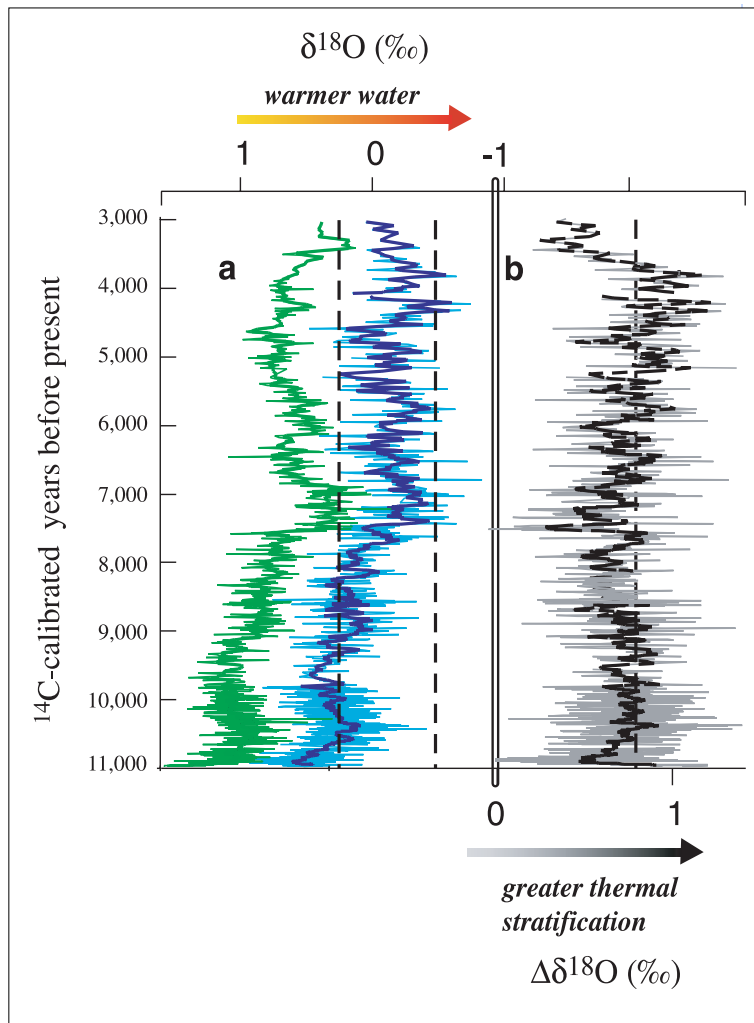 δ¹⁸O (‰)
warmer water
1 0 -1
¹⁴C-calibrated years before present
3,000
4,000
5,000
6,000
7,000
8,000
9,000
10,000
11,000
a
b
0 1
greater thermal
stratification
Δδ¹⁸O (‰)